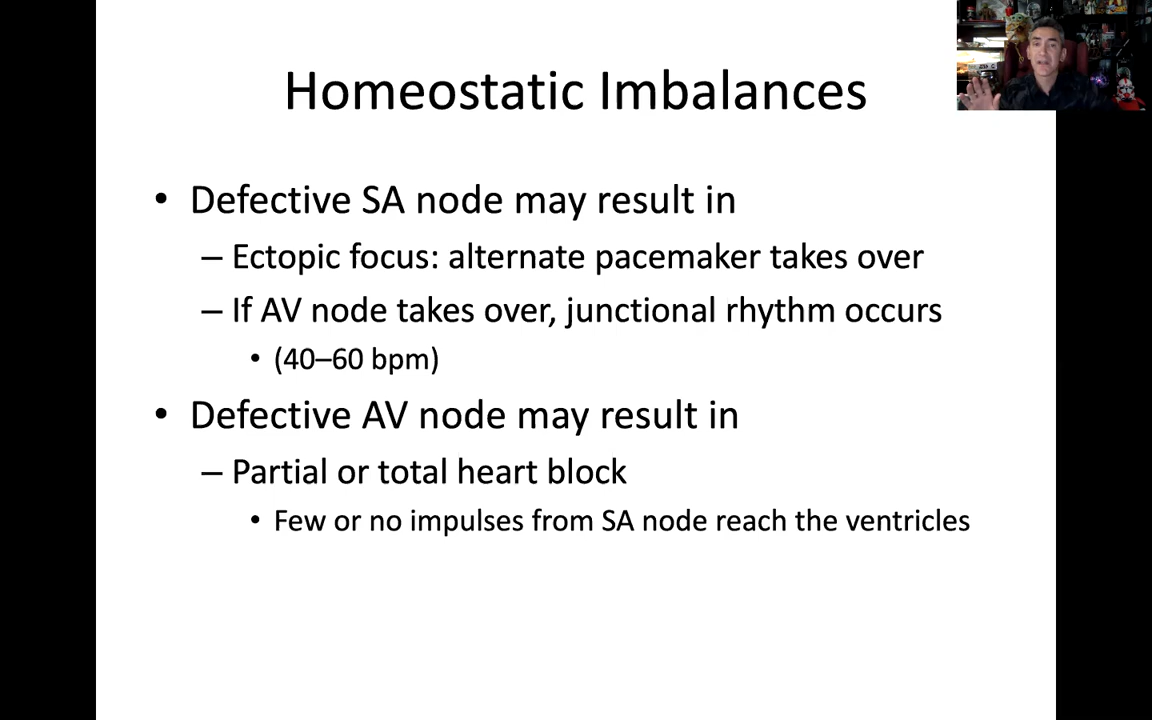 Homeostatic Imbalances
• Defective SA node may result in
– Ectopic focus: alternate pacemaker takes over
– If AV node takes over, junctional rhythm occurs
• (40–60 bpm)
• Defective AV node may result in
– Partial or total heart block
• Few or no impulses from SA node reach the ventricles